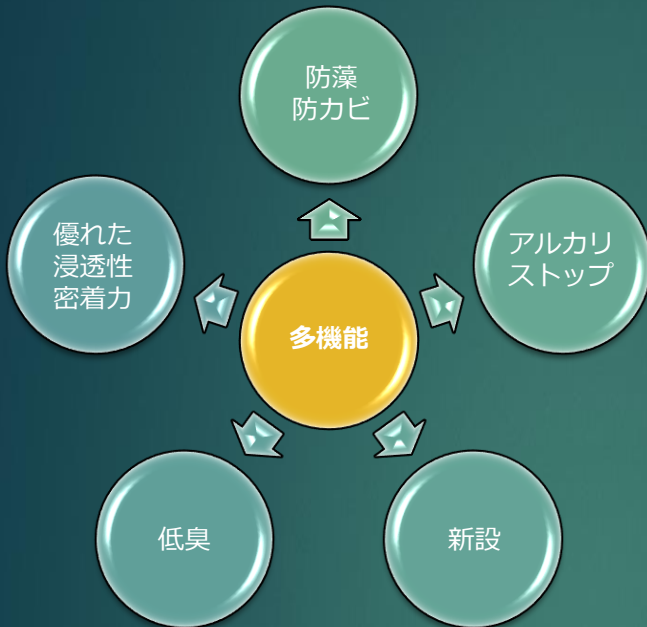 防藻
防カビ
優れた
浸透性
密着力
アルカリ
ストップ
多機能
低臭
新設